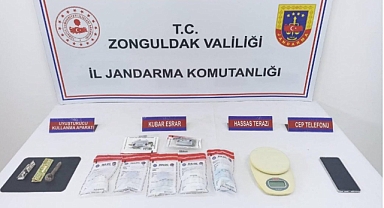 T.C.
ZONGULDAK VALİLİĞİ
İL JANDARMA KOMUTANLIĞI
UYUŞTURUCU
KULLANMA APARATI
KUBAR ESRAR
HASSAS TERAZİ
CEP TELEFONU